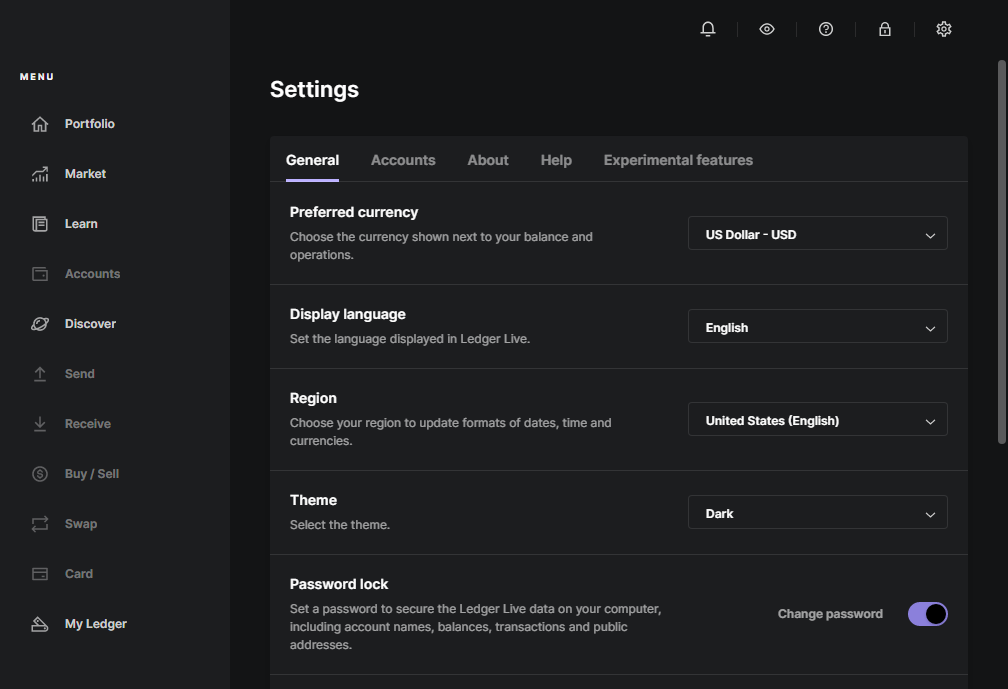 MENU
Portfolio
Market
Learn
Accounts
Discover
Send
Receive
Buy / Sell
Swap
Card
My Ledger
Settings
General Accounts About Help Experimental features
Preferred currency
Choose the currency shown next to your balance and
operations.
US Dollar - USD
Display language
Set the language displayed in Ledger Live.
English
Region
Choose your region to update formats of dates, time and
currencies.
United States (English)
Theme
Select the theme.
Dark
Password lock
Set a password to secure the Ledger Live data on your computer,
including account names, balances, transactions and public
addresses.
Change password